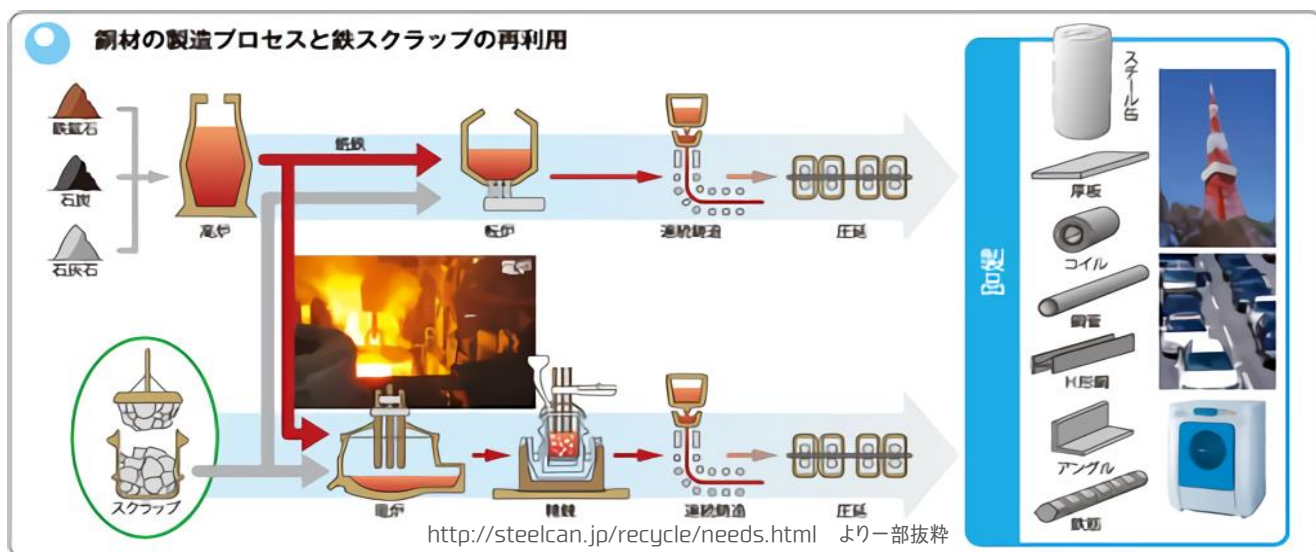 鋼材の製造プロセスと鉄スクラップの再利用
鉄鉱石
石炭
石灰石
高炉
銑鉄
転炉
連続鋳造
圧延
スクラップ
電炉
精錬
連続鋳造
圧延
http://steelcan.jp/recycle/needs.html より一部抜粋
スチール缶
厚板
コイル
鋼管
H形鋼
アングル
鉄筋